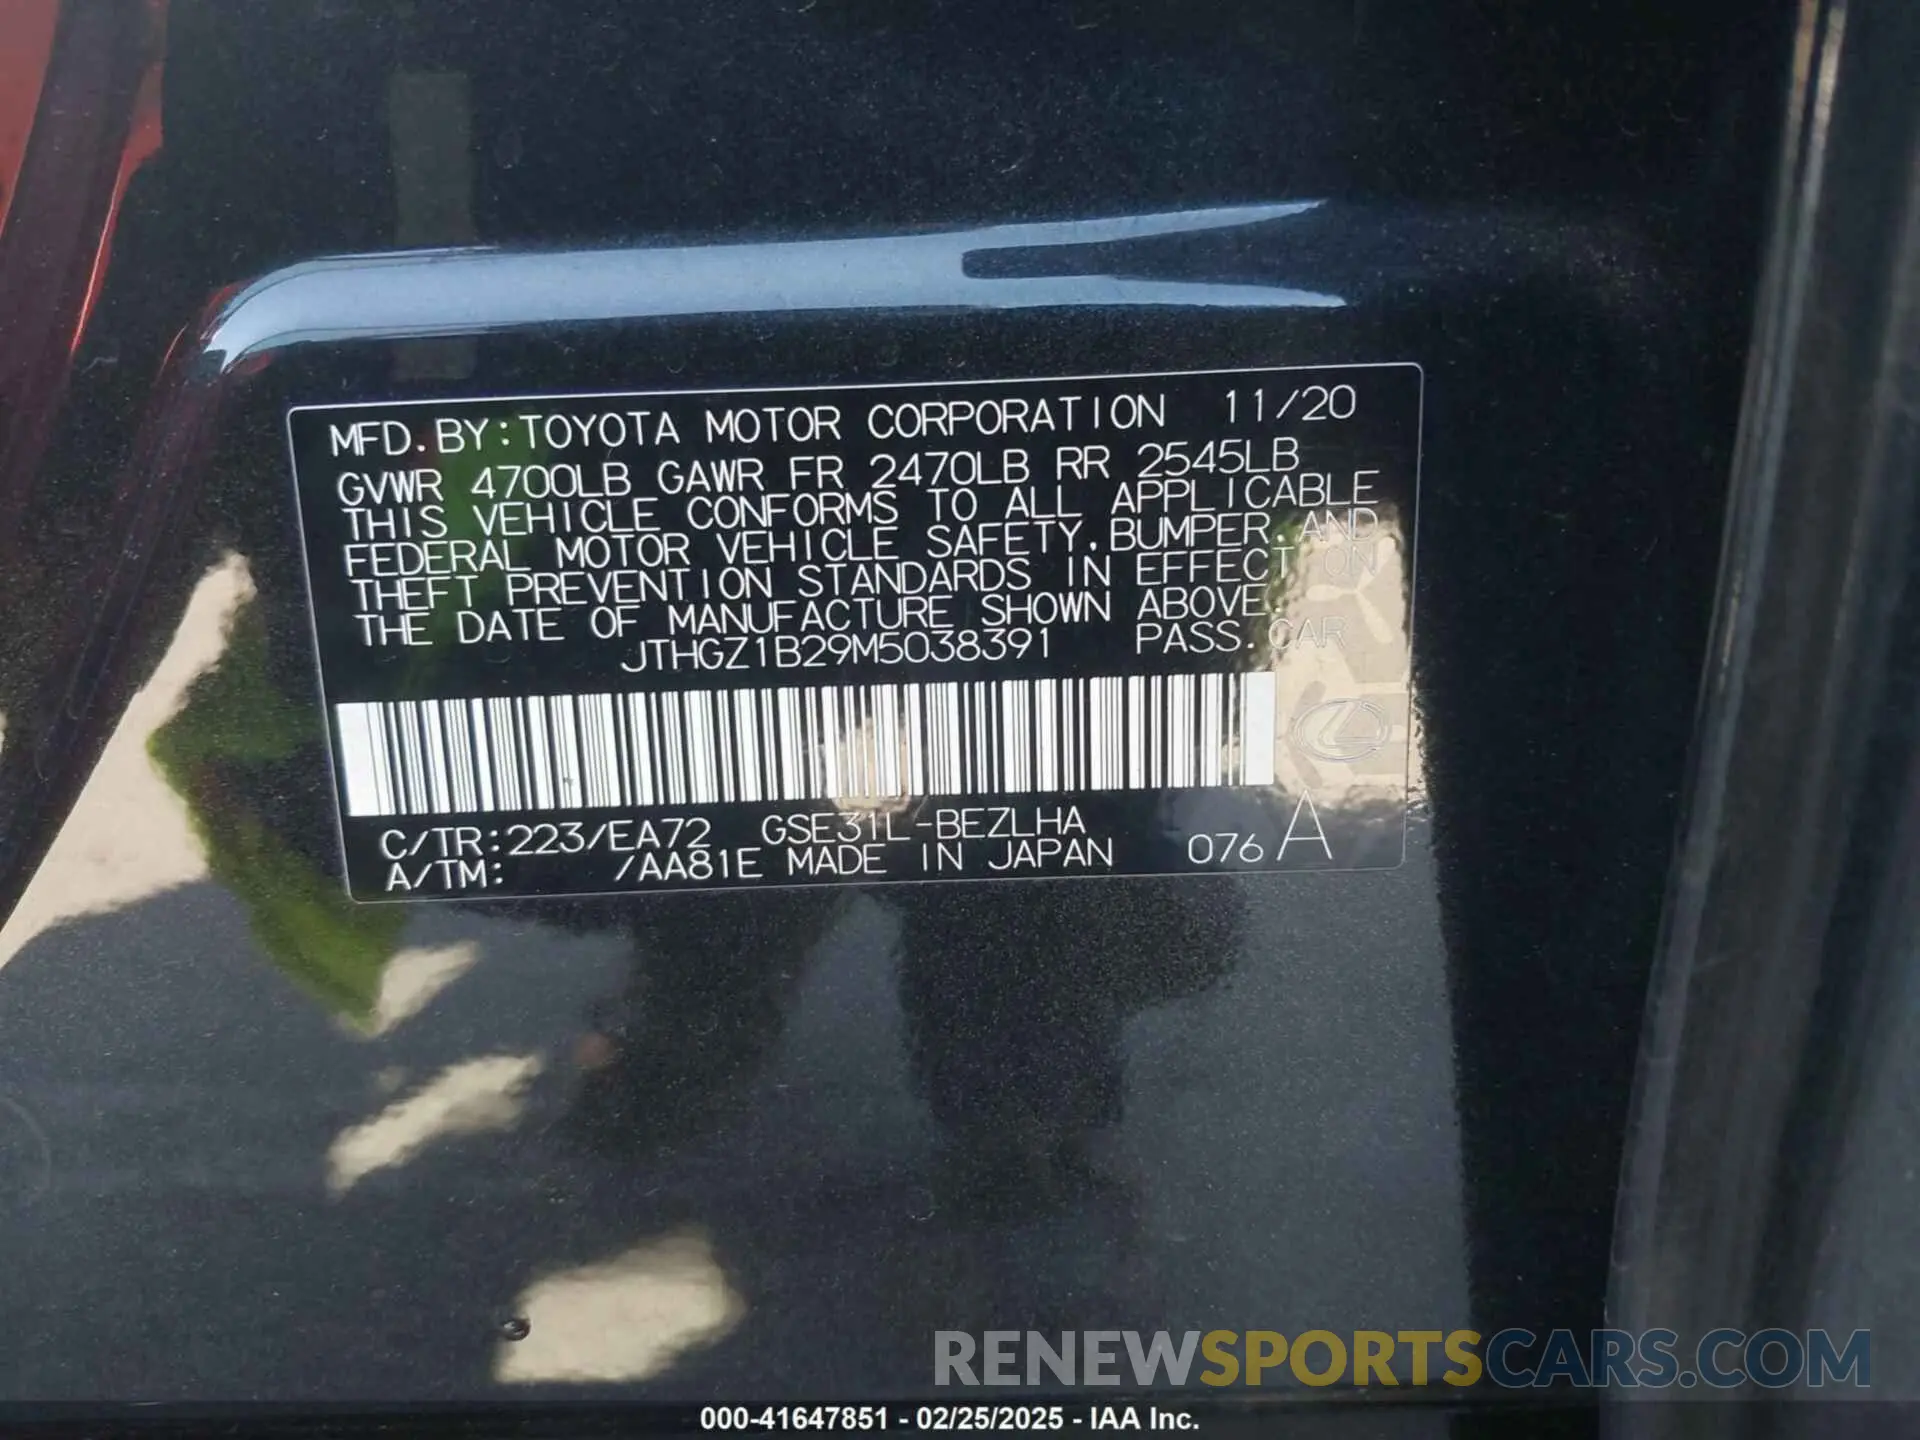 MFD.BY:TOYOTA MOTOR CORPORATION 11/20
GVWR 4700LB GAWR FR 2470LB RR 2545LB
THIS VEHICLE CONFORMS TO ALL APPLICABLE
FEDERAL MOTOR VEHICLE SAFETY,BUMPER,AND
THEFT PREVENTION STANDARDS IN EFFECT ON
THE DATE OF MANUFACTURE SHOWN ABOVE.
JTHGZ1B29M5038391 PASS.CAR
C/TR:223/EA72 GSE31L-BEZLHA
A/TM: /AA81E MADE IN JAPAN 076 A
RENEWSPORTSCARS.COM
000-41647851 - 02/25/2025 - IAA Inc.